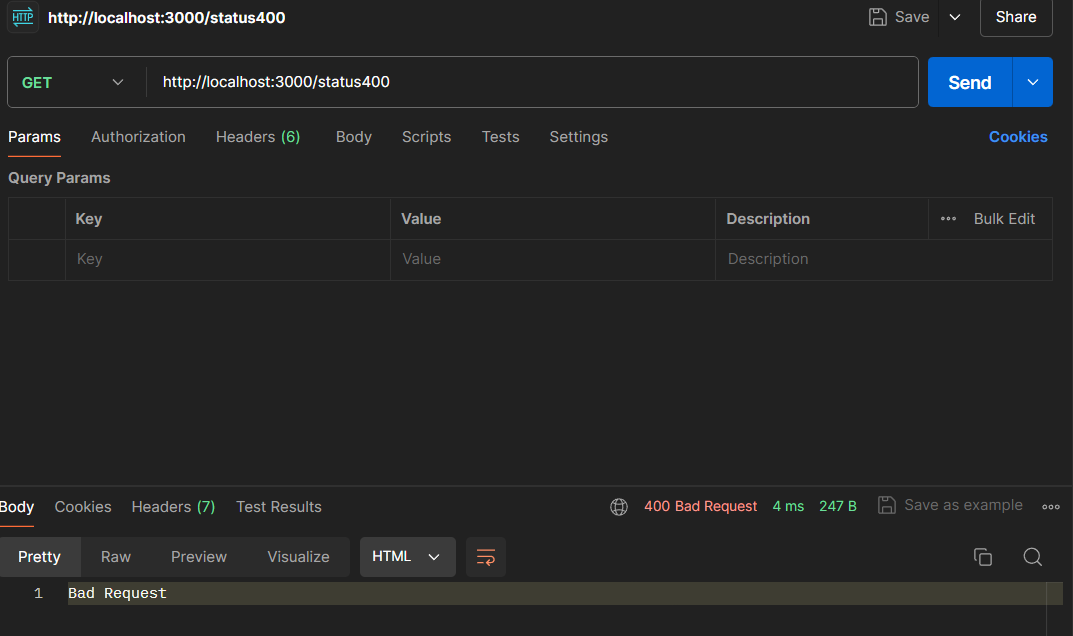 HTTP http://localhost:3000/status400 Save Share
GET http://localhost:3000/status400 Send
Params Authorization Headers (6) Body Scripts Tests Settings Cookies
Query Params
Key Value Description Bulk Edit
Key Value Description
Body Cookies Headers (7) Test Results 400 Bad Request 4 ms 247 B Save as example
Pretty Raw Preview Visualize HTML
1 Bad Request